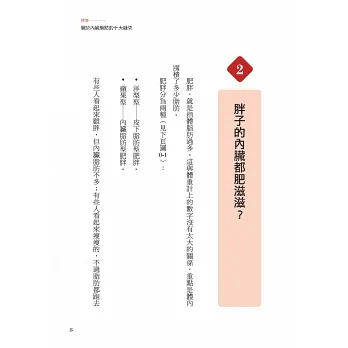 關於內臟脂肪的十大疑問
2
胖子的內臟都肥滋滋？
肥胖，就是指體脂肪過多，這與體重計上的數字沒有太大的關係，重點是體內
囤積了多少脂肪。
肥胖分為兩種（見下頁圖0-1）：
• 洋梨型——皮下脂肪型肥胖。
• 蘋果型——內臟脂肪型肥胖。
有些人看起來雖胖，但內臟脂肪不多；有些人看起來瘦瘦的，不過脂肪都跑去